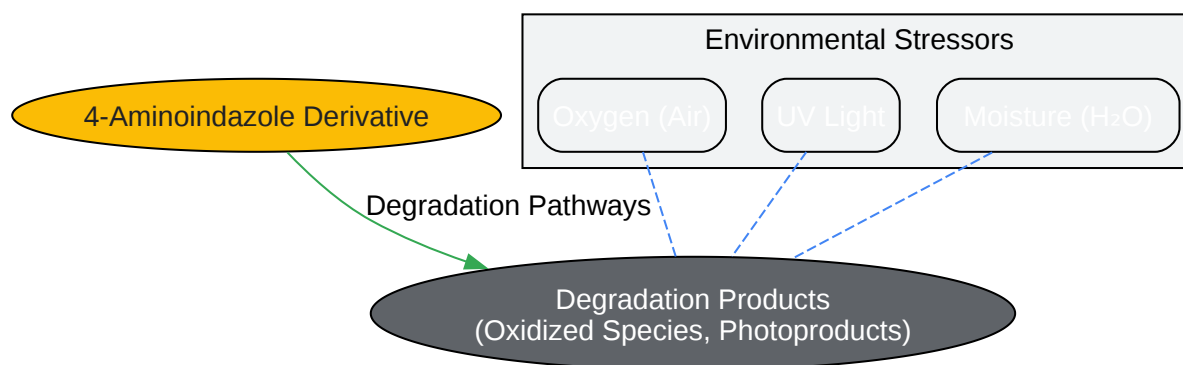 Environmental Stressors
4-Aminoindazole Derivative
Oxygen (Air)
UV Light
Moisture (H₂O)
Degradation Pathways
Degradation Products
(Oxidized Species, Photoproducts)